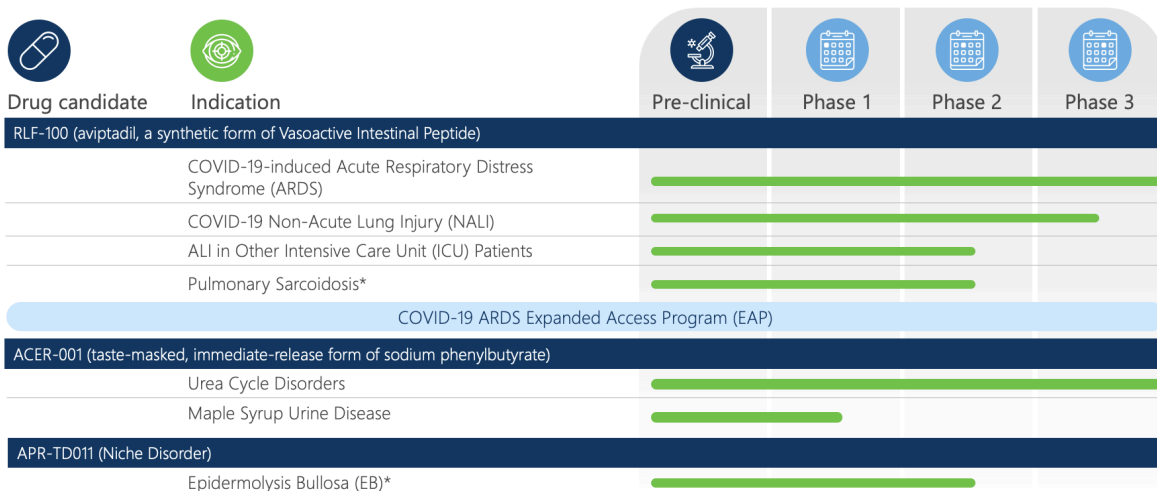 Drug candidate Indication Pre-clinical Phase 1 Phase 2 Phase 3
RLF-100 (aviptadil, a synthetic form of Vasoactive Intestinal Peptide)
COVID-19-induced Acute Respiratory Distress
Syndrome (ARDS)
COVID-19 Non-Acute Lung Injury (NALI)
ALI in Other Intensive Care Unit (ICU) Patients
Pulmonary Sarcoidosis*
COVID-19 ARDS Expanded Access Program (EAP)
ACER-001 (taste-masked, immediate-release form of sodium phenylbutyrate)
Urea Cycle Disorders
Maple Syrup Urine Disease
APR-TD011 (Niche Disorder)
Epidermolysis Bullosa (EB)*